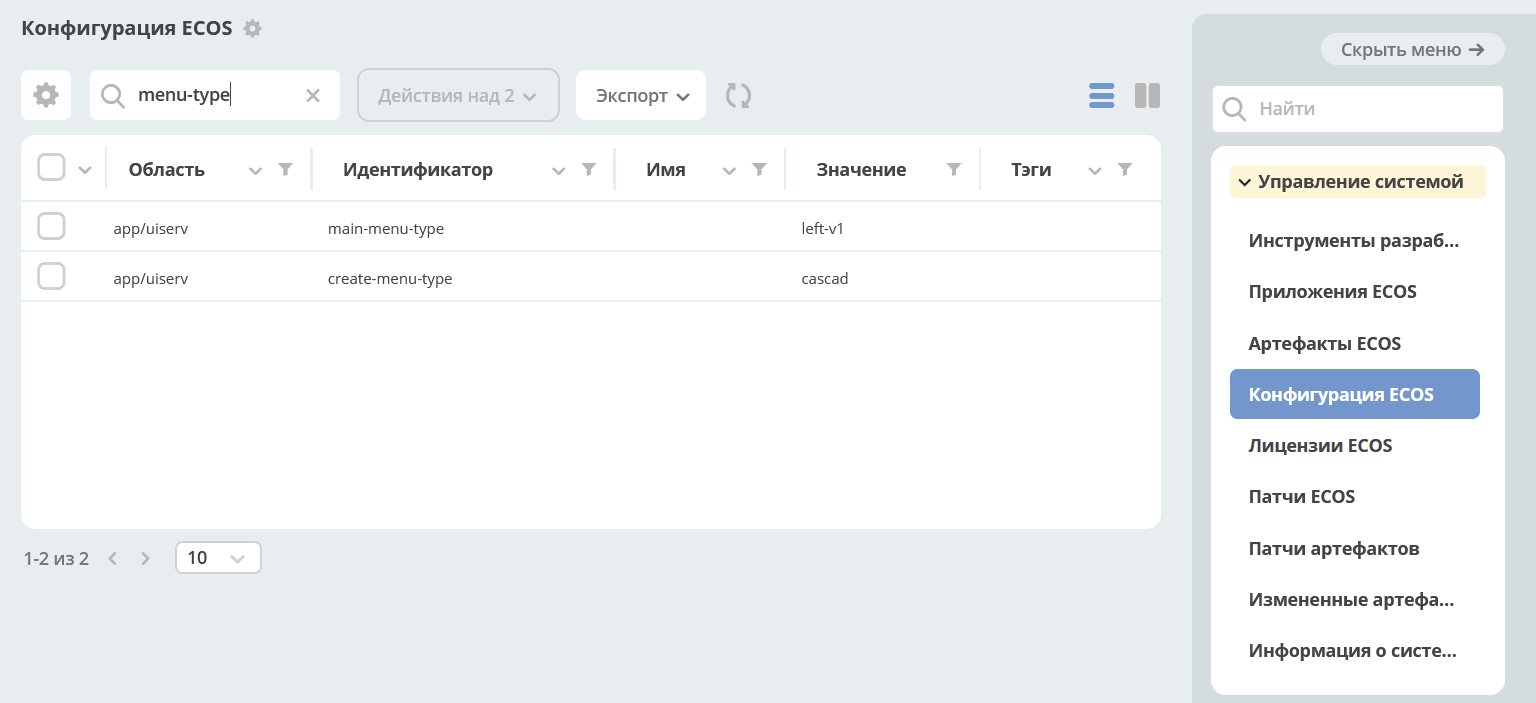 Конфигурация ECOS
menu-type
Действия над 2
Экспорт
Область Идентификатор Имя Значение Тэги
app/uiserv main-menu-type left-v1
app/uiserv create-menu-type cascad
1-2 из 2 10
Скрыть меню
Найти
Управление системой
Инструменты разраб...
Приложения ECOS
Артефакты ECOS
Конфигурация ECOS
Лицензии ECOS
Патчи ECOS
Патчи артефактов
Измененные артефа...
Информация о систе...